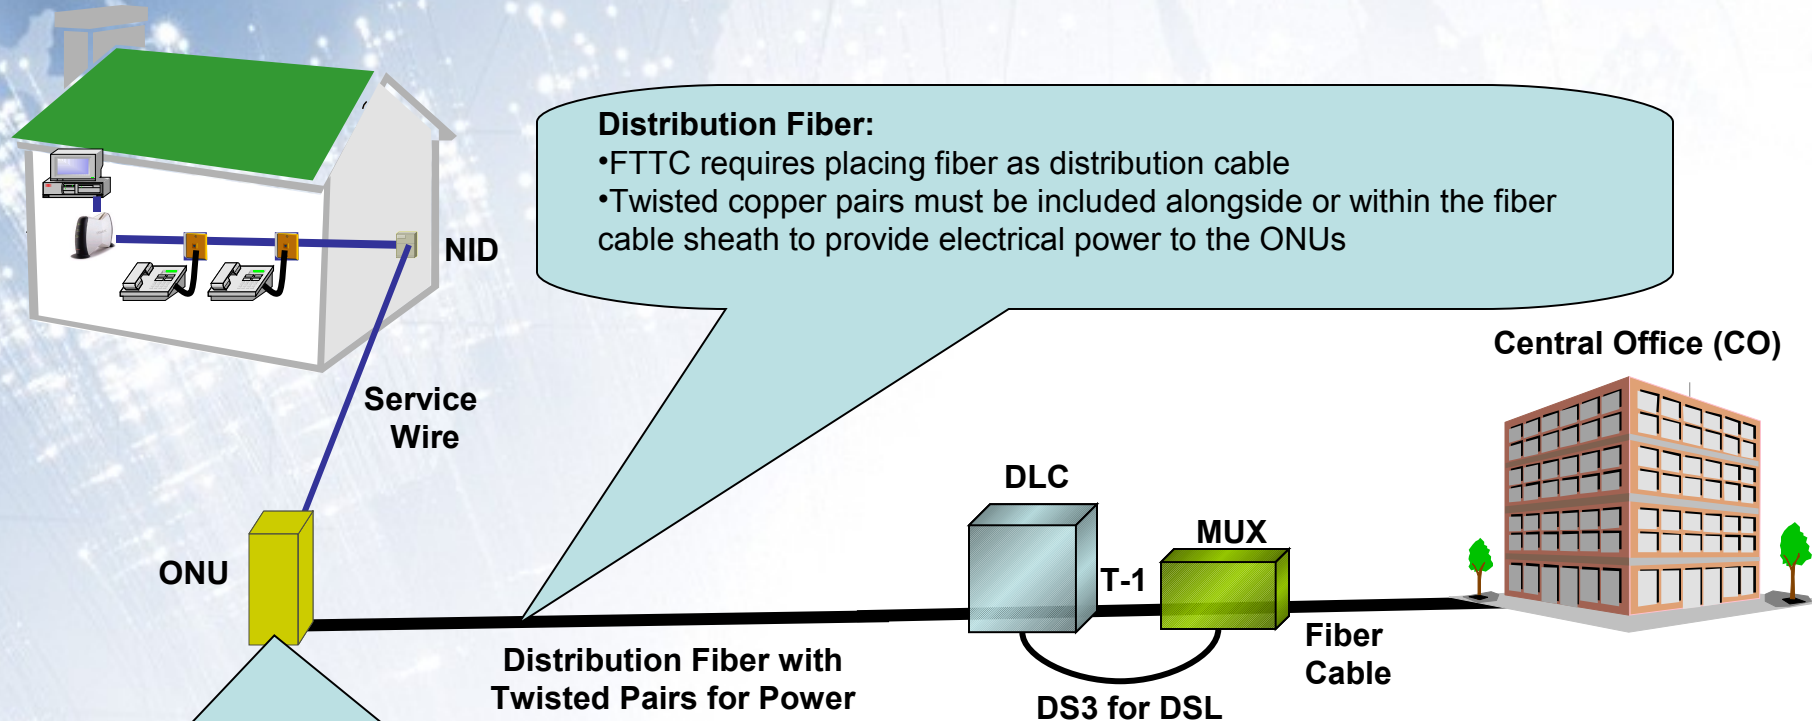 Distribution Fiber:
•FTTC requires placing fiber as distribution cable
•Twisted copper pairs must be included alongside or within the fiber
cable sheath to provide electrical power to the ONUs
NID
Central Office (CO)
Service
Wire
DLC
MUX
T-1
ONU
Fiber
Cable
Distribution Fiber with
Twisted Pairs for Power
DS3 for DSL